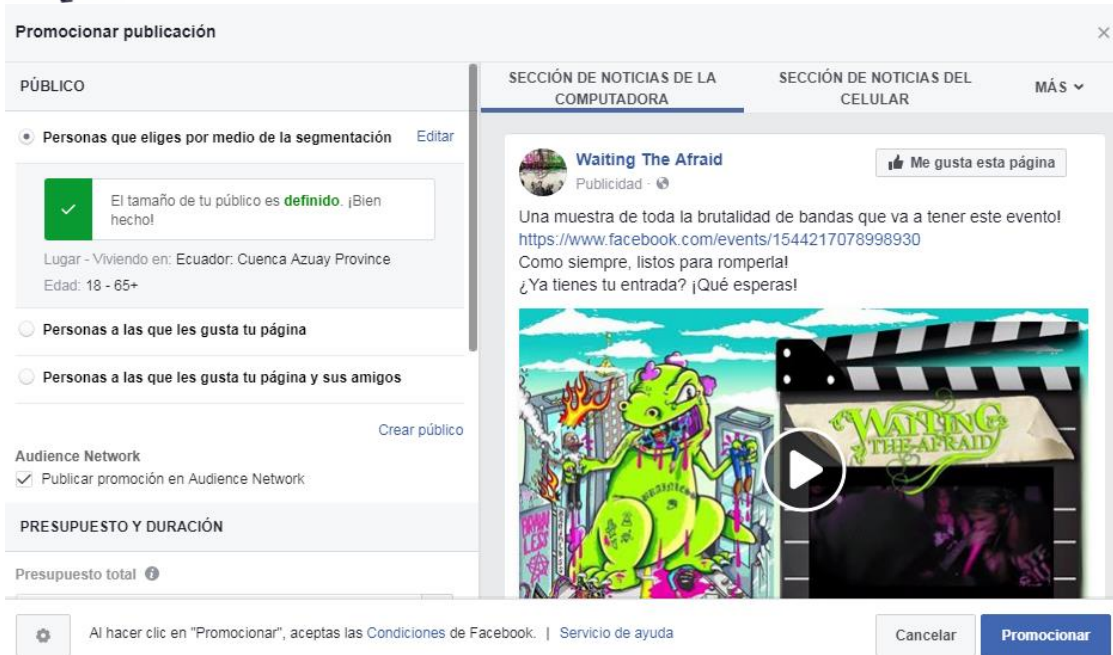 Promocionar publicación
PÚBLICO
Personas que eliges por medio de la segmentación
Editar
El tamaño de tu público es definido. ¡Bien
hecho!
Lugar - Viviendo en: Ecuador: Cuenca Azuay Province
Edad: 18 - 65+
Personas a las que les gusta tu página
Personas a las que les gusta tu página y sus amigos
Crear público
Audience Network
Publicar promoción en Audience Network
PRESUPUESTO Y DURACIÓN
Presupuesto total
SECCIÓN DE NOTICIAS DE LA
COMPUTADORA
SECCIÓN DE NOTICIAS DEL
CELULAR
MÁS
Waiting The Afraid
Publicidad
Me gusta esta página
Una muestra de toda la brutalidad de bandas que va a tener este evento!
https://www.facebook.com/events/1544217078998930
Como siempre, listos para romperla!
¿Ya tienes tu entrada? ¡Qué esperas!
BRAINLESS
WAITING
THE AFRAID
Al hacer clic en "Promocionar", aceptas las Condiciones de Facebook. | Servicio de ayuda
Cancelar
Promocionar